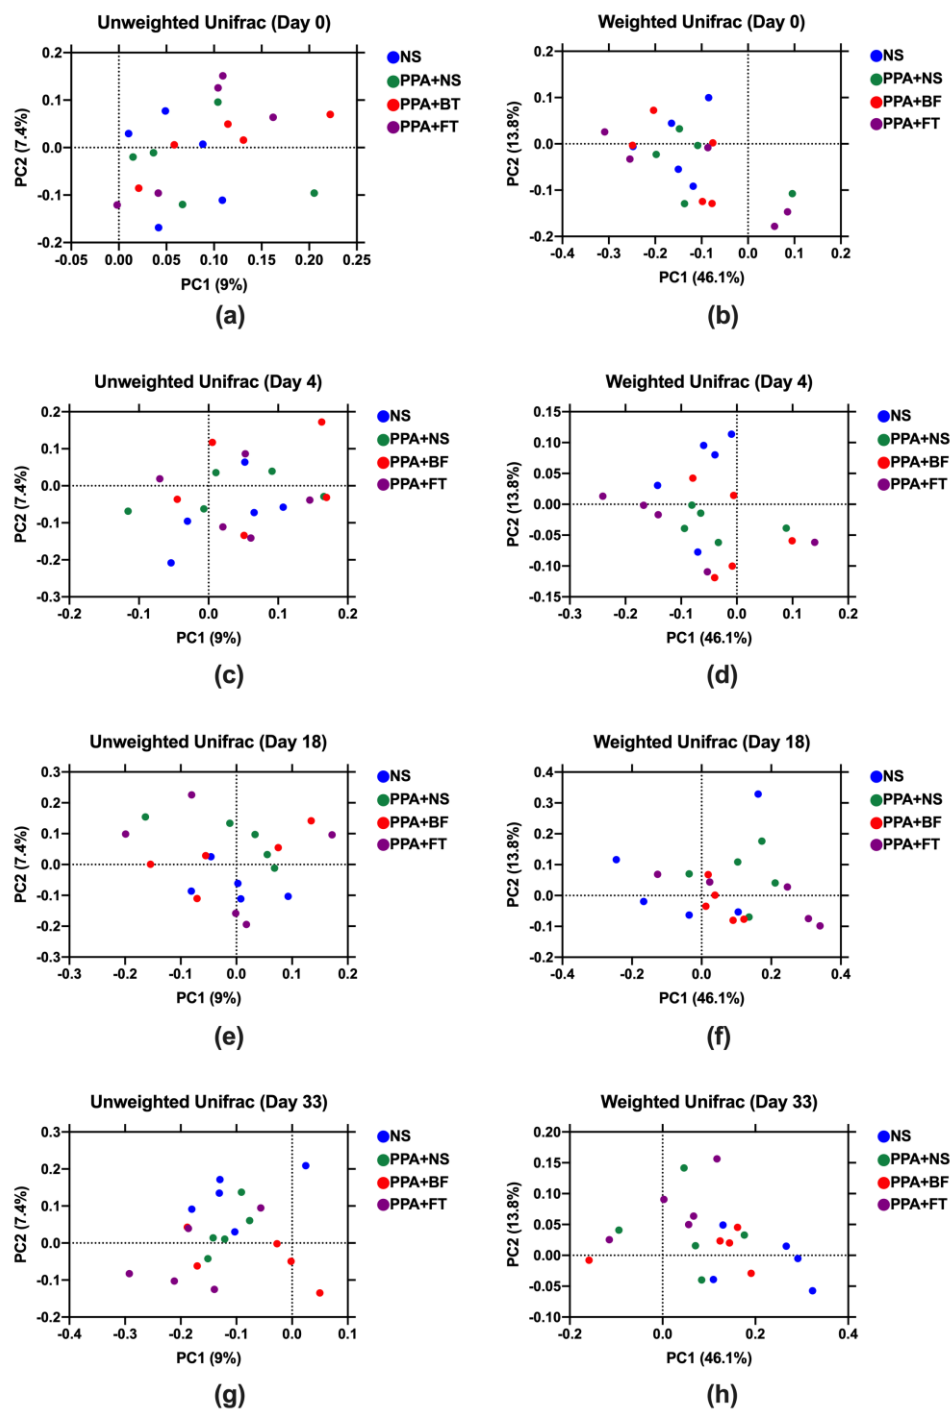 Unweighted Unifrac (Day 0)
0.2
0.1
0.0
-0.1
-0.2
PC2 (7.4%)
-0.05 0.00 0.05 0.10 0.15 0.20 0.25
PC1 (9%)
NS
PPA+NS
PPA+BT
PPA+FT
(a)
Weighted Unifrac (Day 0)
0.2
0.1
0.0
-0.1
-0.2
PC2 (13.8%)
-0.4 -0.3 -0.2 -0.1 0.0 0.1 0.2
PC1 (46.1%)
NS
PPA+NS
PPA+BF
PPA+FT
(b)
Unweighted Unifrac (Day 4)
0.2
0.1
0.0
-0.1
-0.2
-0.3
PC2 (7.4%)
-0.2 -0.1 0.0 0.1 0.2
PC1 (9%)
NS
PPA+NS
PPA+BF
PPA+FT
(c)
Weighted Unifrac (Day 4)
0.15
0.10
0.05
0.00
-0.05
-0.10
-0.15
PC2 (13.8%)
-0.3 -0.2 -0.1 0.0 0.1 0.2
PC1 (46.1%)
NS
PPA+NS
PPA+BF
PPA+FT
(d)
Unweighted Unifrac (Day 18)
0.3
0.2
0.1
0.0
-0.1
-0.2
-0.3
PC2 (7.4%)
-0.3 -0.2 -0.1 0.0 0.1 0.2
PC1 (9%)
NS
PPA+NS
PPA+BF
PPA+FT
(e)
Weighted Unifrac (Day 18)
0.4
0.3
0.2
0.1
0.0
-0.1
-0.2
PC2 (13.8%)
-0.4 -0.2 0.0 0.2 0.4
PC1 (46.1%)
NS
PPA+NS
PPA+BF
PPA+FT
(f)
Unweighted Unifrac (Day 33)
0.3
0.2
0.1
0.0
-0.1
-0.2
PC2 (7.4%)
-0.4 -0.3 -0.2 -0.1 0.0 0.1
PC1 (9%)
NS
PPA+NS
PPA+BF
PPA+FT
(g)
Weighted Unifrac (Day 33)
0.20
0.15
0.10
0.05
0.00
-0.05
-0.10
PC2 (13.8%)
-0.2 0.0 0.2 0.4
PC1 (46.1%)
NS
PPA+NS
PPA+BF
PPA+FT
(h)